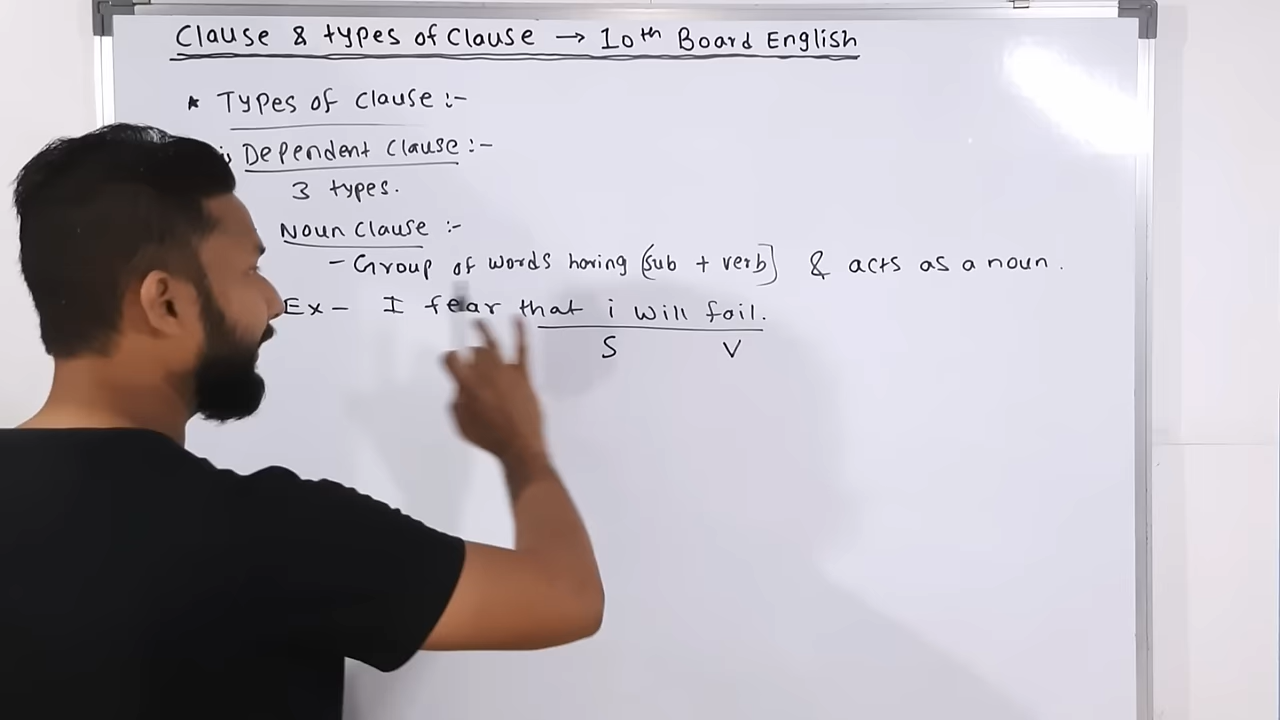 Clause & types of Clause → 10th Board English
* Types of Clause :-
Dependent Clause :-
3 types.
Noun Clause :-
- Group of words having [sub + verb] & acts as a noun.
Ex - I fear that i will fail.
S V